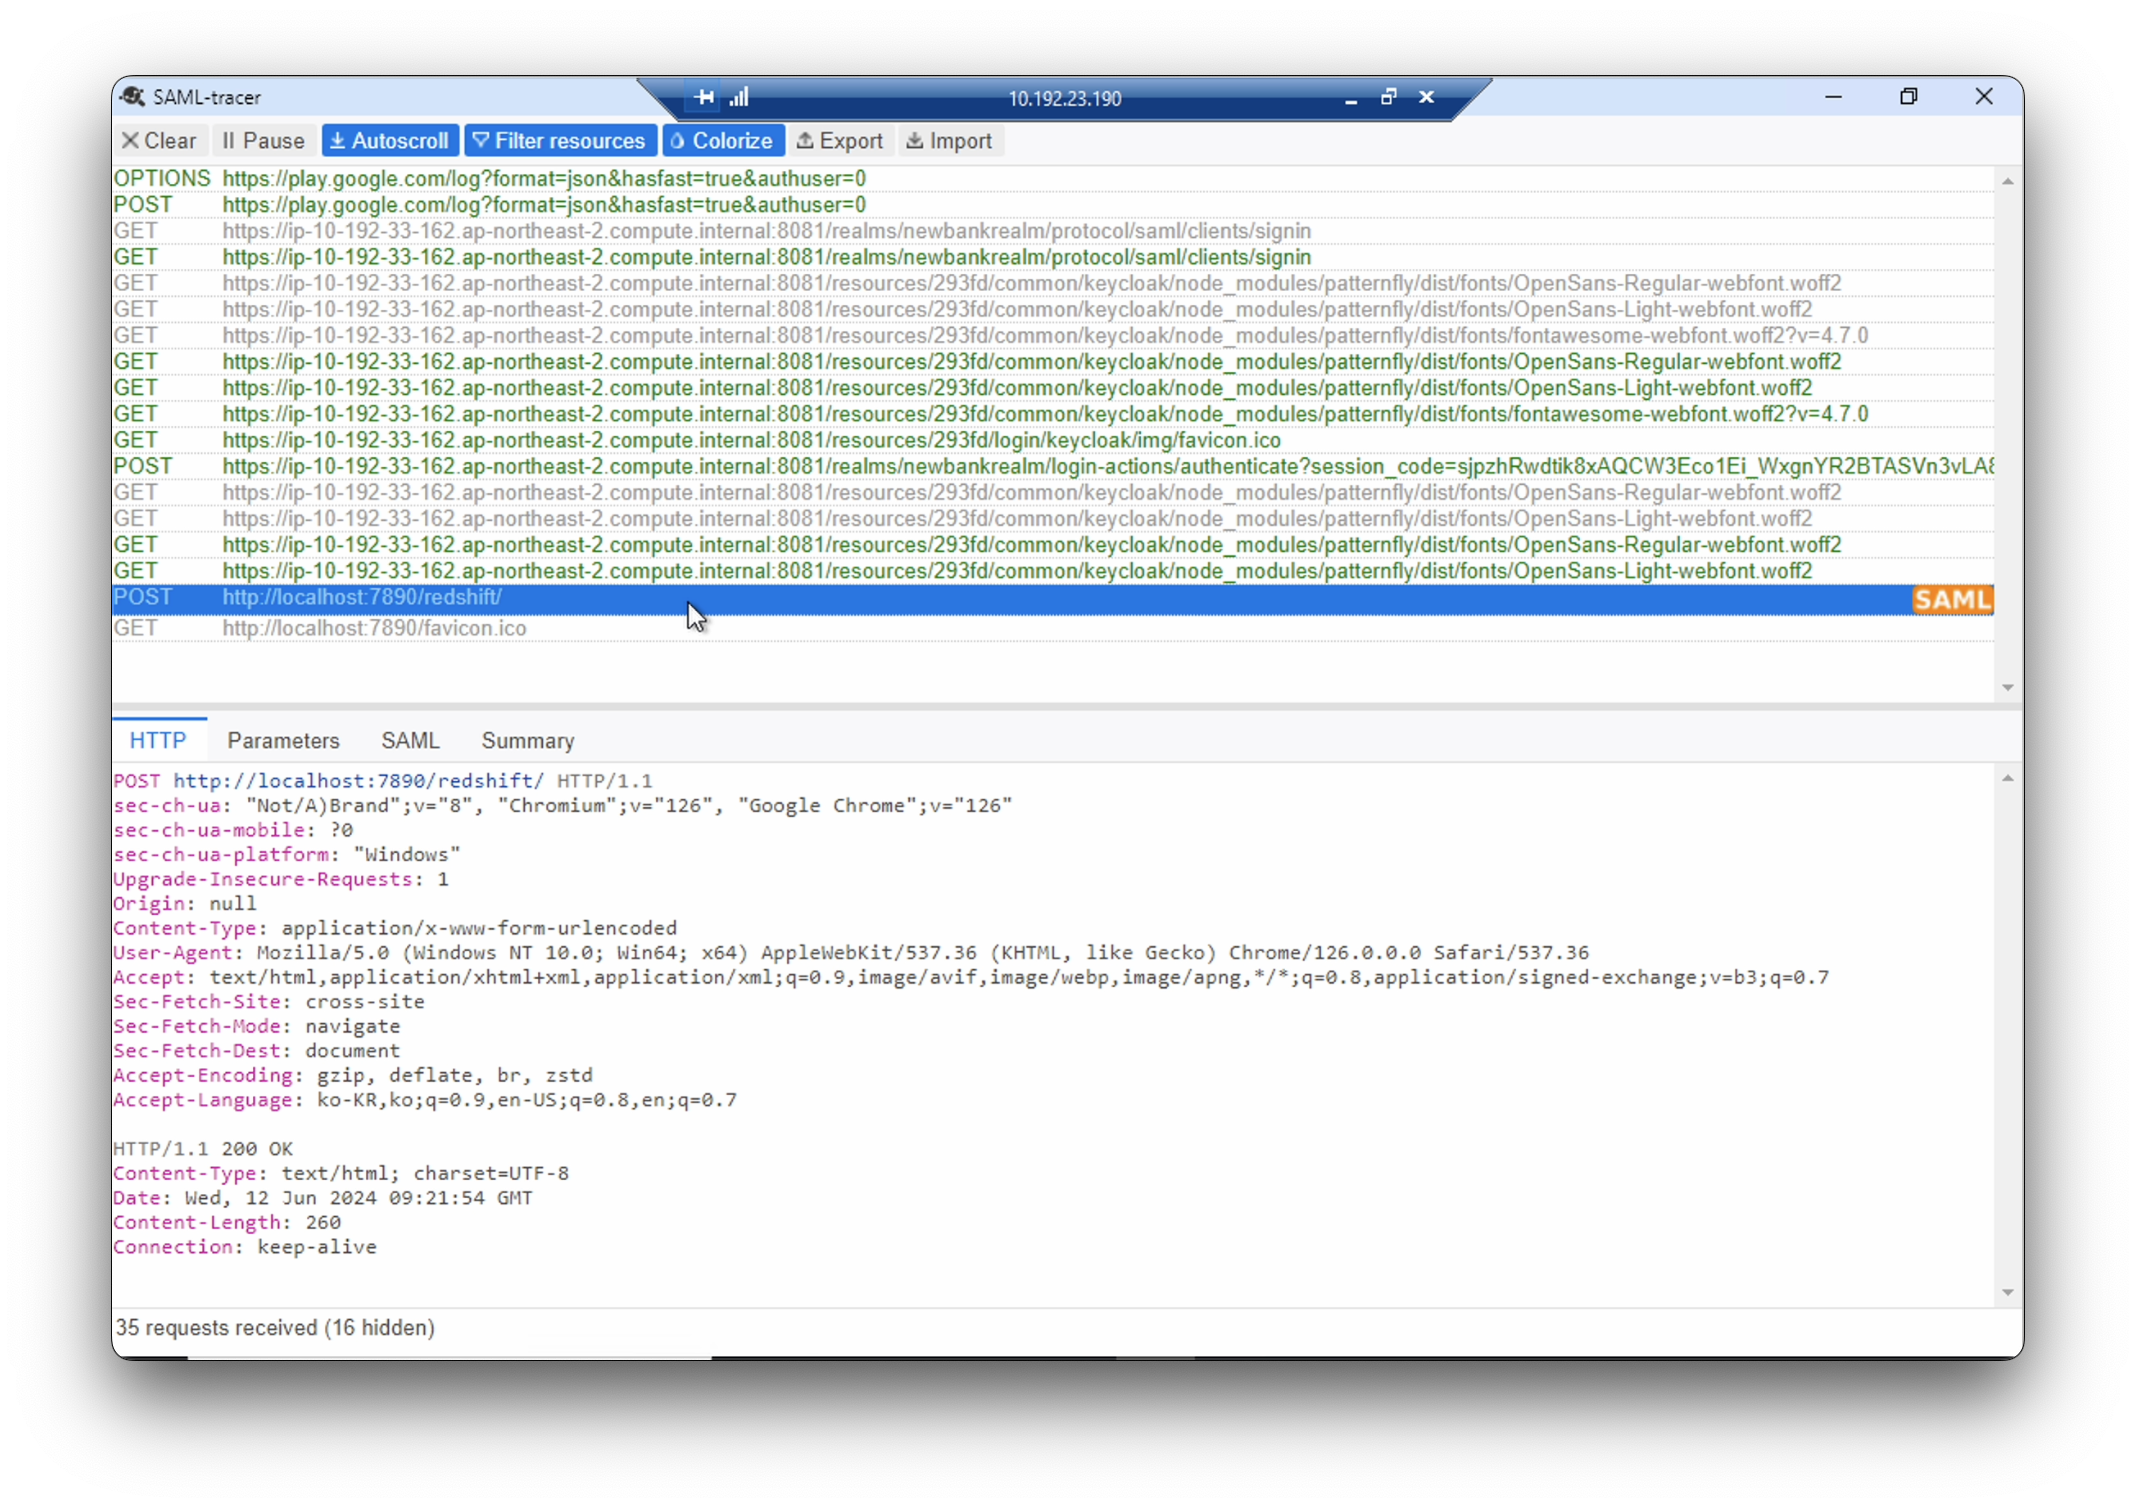 SAML-tracer
10.192.23.190
Clear Pause Autoscroll Filter resources Colorize Export Import
OPTIONS https://play.google.com/log?format=json&hasfast=true&authuser=0
POST https://play.google.com/log?format=json&hasfast=true&authuser=0
GET https://ip-10-192-33-162.ap-northeast-2.compute.internal:8081/realms/newbankrealm/protocol/saml/clients/signin
GET https://ip-10-192-33-162.ap-northeast-2.compute.internal:8081/realms/newbankrealm/protocol/saml/clients/signin
GET https://ip-10-192-33-162.ap-northeast-2.compute.internal:8081/resources/293fd/common/keycloak/node_modules/patternfly/dist/fonts/OpenSans-Regular-webfont.woff2
GET https://ip-10-192-33-162.ap-northeast-2.compute.internal:8081/resources/293fd/common/keycloak/node_modules/patternfly/dist/fonts/OpenSans-Light-webfont.woff2
GET https://ip-10-192-33-162.ap-northeast-2.compute.internal:8081/resources/293fd/common/keycloak/node_modules/patternfly/dist/fonts/fontawesome-webfont.woff2?v=4.7.0
GET https://ip-10-192-33-162.ap-northeast-2.compute.internal:8081/resources/293fd/common/keycloak/node_modules/patternfly/dist/fonts/OpenSans-Regular-webfont.woff2
GET https://ip-10-192-33-162.ap-northeast-2.compute.internal:8081/resources/293fd/common/keycloak/node_modules/patternfly/dist/fonts/OpenSans-Light-webfont.woff2
GET https://ip-10-192-33-162.ap-northeast-2.compute.internal:8081/resources/293fd/common/keycloak/node_modules/patternfly/dist/fonts/fontawesome-webfont.woff2?v=4.7.0
GET https://ip-10-192-33-162.ap-northeast-2.compute.internal:8081/resources/293fd/login/keycloak/img/favicon.ico
POST https://ip-10-192-33-162.ap-northeast-2.compute.internal:8081/realms/newbankrealm/login-actions/authenticate?session_code=sjpzhRwdtik8xAQCW3Eco1Ei_WxgnYR2BTASVn3vLA8
GET https://ip-10-192-33-162.ap-northeast-2.compute.internal:8081/resources/293fd/common/keycloak/node_modules/patternfly/dist/fonts/OpenSans-Regular-webfont.woff2
GET https://ip-10-192-33-162.ap-northeast-2.compute.internal:8081/resources/293fd/common/keycloak/node_modules/patternfly/dist/fonts/OpenSans-Light-webfont.woff2
GET https://ip-10-192-33-162.ap-northeast-2.compute.internal:8081/resources/293fd/common/keycloak/node_modules/patternfly/dist/fonts/OpenSans-Regular-webfont.woff2
GET https://ip-10-192-33-162.ap-northeast-2.compute.internal:8081/resources/293fd/common/keycloak/node_modules/patternfly/dist/fonts/OpenSans-Light-webfont.woff2
POST http://localhost:7890/redshift/ SAML
GET http://localhost:7890/favicon.ico
HTTP Parameters SAML Summary
POST http://localhost:7890/redshift/ HTTP/1.1
sec-ch-ua: "Not/A)Brand";v="8", "Chromium";v="126", "Google Chrome";v="126"
sec-ch-ua-mobile: ?0
sec-ch-ua-platform: "Windows"
Upgrade-Insecure-Requests: 1
Origin: null
Content-Type: application/x-www-form-urlencoded
User-Agent: Mozilla/5.0 (Windows NT 10.0; Win64; x64) AppleWebKit/537.36 (KHTML, like Gecko) Chrome/126.0.0.0 Safari/537.36
Accept: text/html,application/xhtml+xml,application/xml;q=0.9,image/avif,image/webp,image/apng,*/*;q=0.8,application/signed-exchange;v=b3;q=0.7
Sec-Fetch-Site: cross-site
Sec-Fetch-Mode: navigate
Sec-Fetch-Dest: document
Accept-Encoding: gzip, deflate, br, zstd
Accept-Language: ko-KR,ko;q=0.9,en-US;q=0.8,en;q=0.7
HTTP/1.1 200 OK
Content-Type: text/html; charset=UTF-8
Date: Wed, 12 Jun 2024 09:21:54 GMT
Content-Length: 260
Connection: keep-alive
35 requests received (16 hidden)